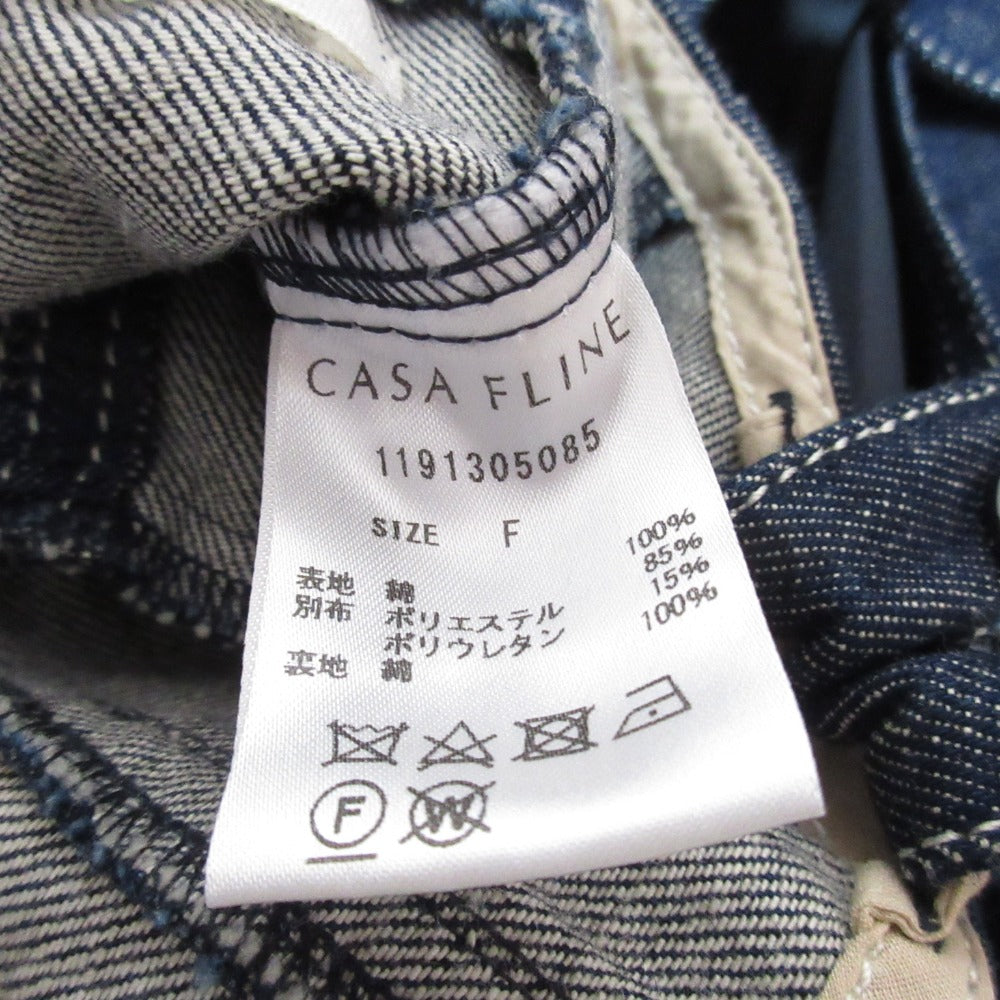 CASA FLINE
1191305085
SIZE F
表地 綿 100%
別布 ポリエステル 85%
ポリウレタン 15%
裏地 綿 100%
F W